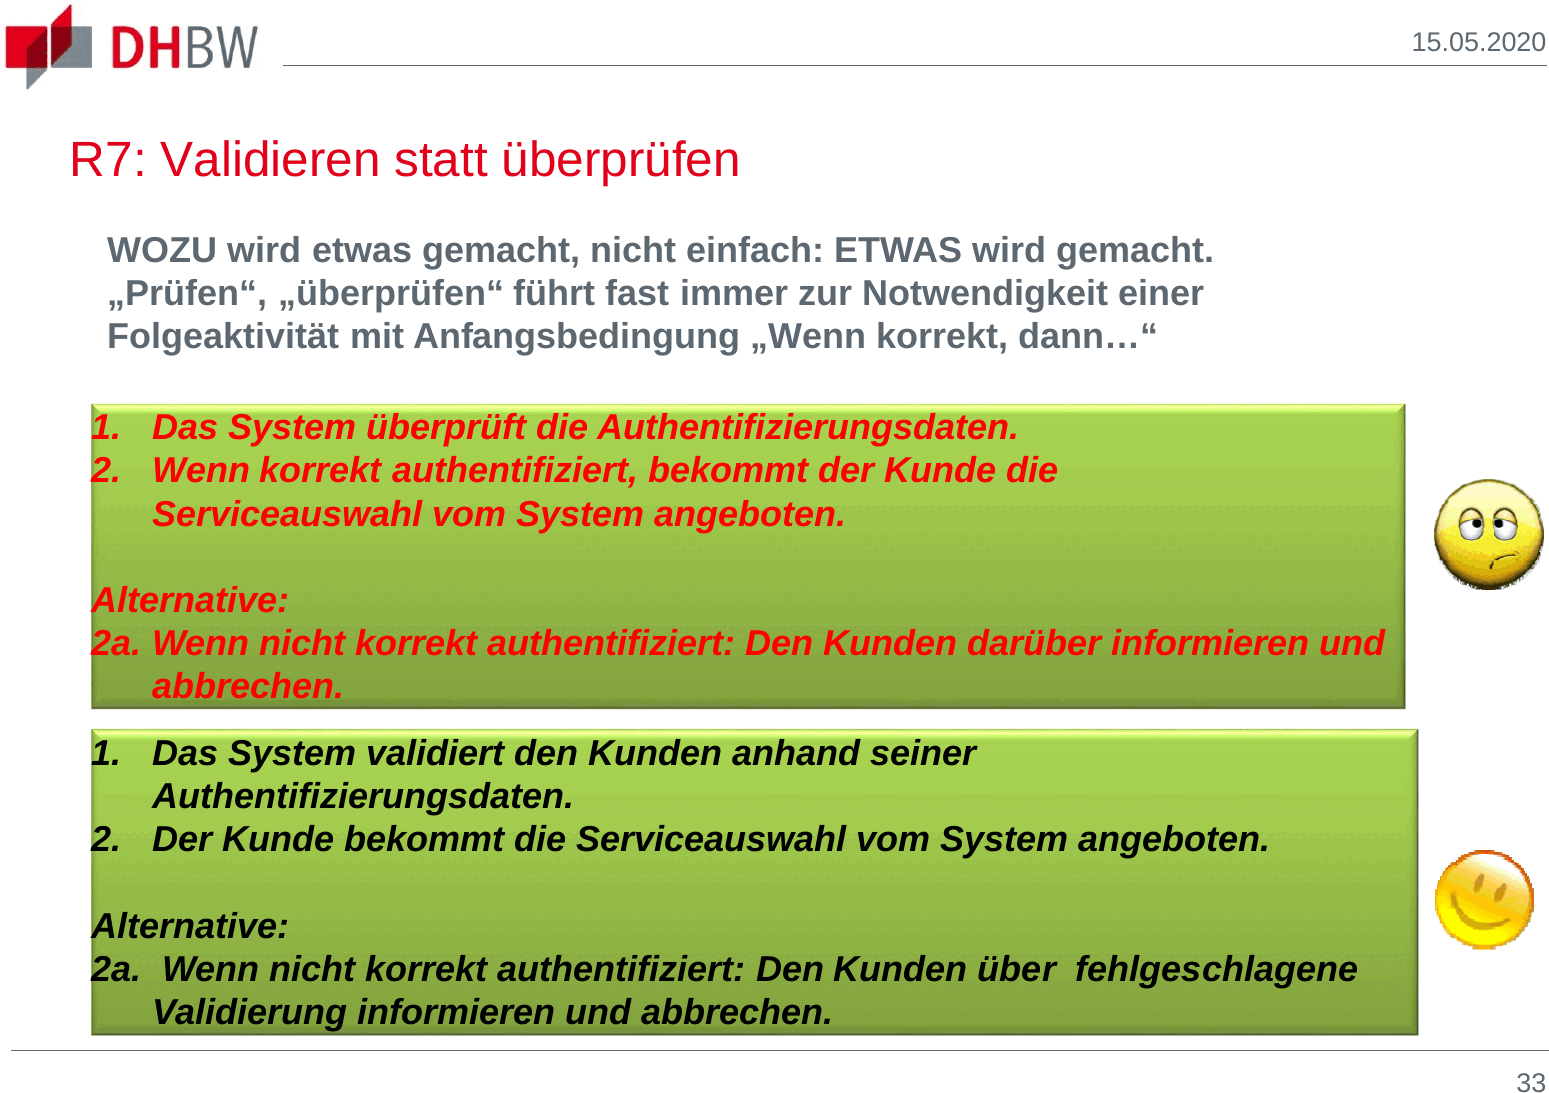 DHBW
15.05.2020
R7: Validieren statt überprüfen
WOZU wird etwas gemacht, nicht einfach: ETWAS wird gemacht.
„Prüfen“, „überprüfen“ führt fast immer zur Notwendigkeit einer
Folgeaktivität mit Anfangsbedingung „Wenn korrekt, dann…“
1. Das System überprüft die Authentifizierungsdaten.
2. Wenn korrekt authentifiziert, bekommt der Kunde die
Serviceauswahl vom System angeboten.
Alternative:
2a. Wenn nicht korrekt authentifiziert: Den Kunden darüber informieren und
abbrechen.
1. Das System validiert den Kunden anhand seiner
Authentifizierungsdaten.
2. Der Kunde bekommt die Serviceauswahl vom System angeboten.
Alternative:
2a. Wenn nicht korrekt authentifiziert: Den Kunden über fehlgeschlagene
Validierung informieren und abbrechen.
33